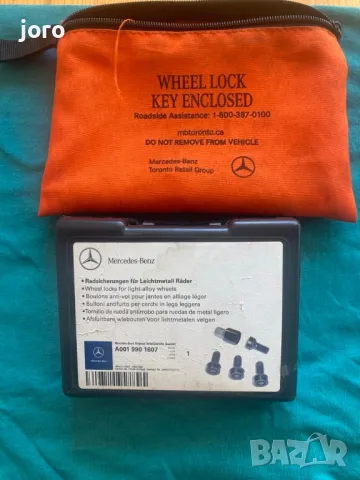 joro
WHEEL LOCK
KEY ENCLOSED
Roadside Assistance: 1-800-387-0100
mbtoronto.ca
DO NOT REMOVE FROM VEHICLE
Mercedes-Benz
Toronto Retail Group
Mercedes-Benz
• Radsicherungen für Leichtmetall Räder
• Wheel locks for light-alloy wheels
• Boulons anti-vol pour jantes en alliage léger
• Bulloni antifurto per cerchi in lega leggera
• Tornillo de rueda antirrobo para ruedas de metal ligero
• Afsluitbare wielbouten Voor lichtmetalen velgen
A001 990 1607
1
bazar
БГ